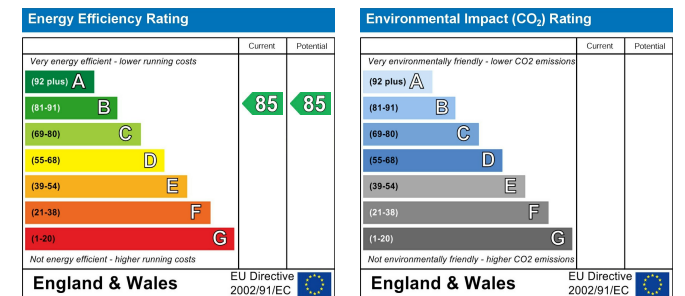 Energy Efficiency Rating
Current Potential
Very energy efficient - lower running costs
(92 plus) A
(81-91) B 85 85
(69-80) C
(55-68) D
(39-54) E
(21-38) F
(1-20) G
Not energy efficient - higher running costs
England & Wales EU Directive
2002/91/EC
Environmental Impact (CO₂) Rating
Current Potential
Very environmentally friendly - lower CO2 emissions
(92 plus) A
(81-91) B
(69-80) C
(55-68) D
(39-54) E
(21-38) F
(1-20) G
Not environmentally friendly - higher CO2 emissions
England & Wales EU Directive
2002/91/EC